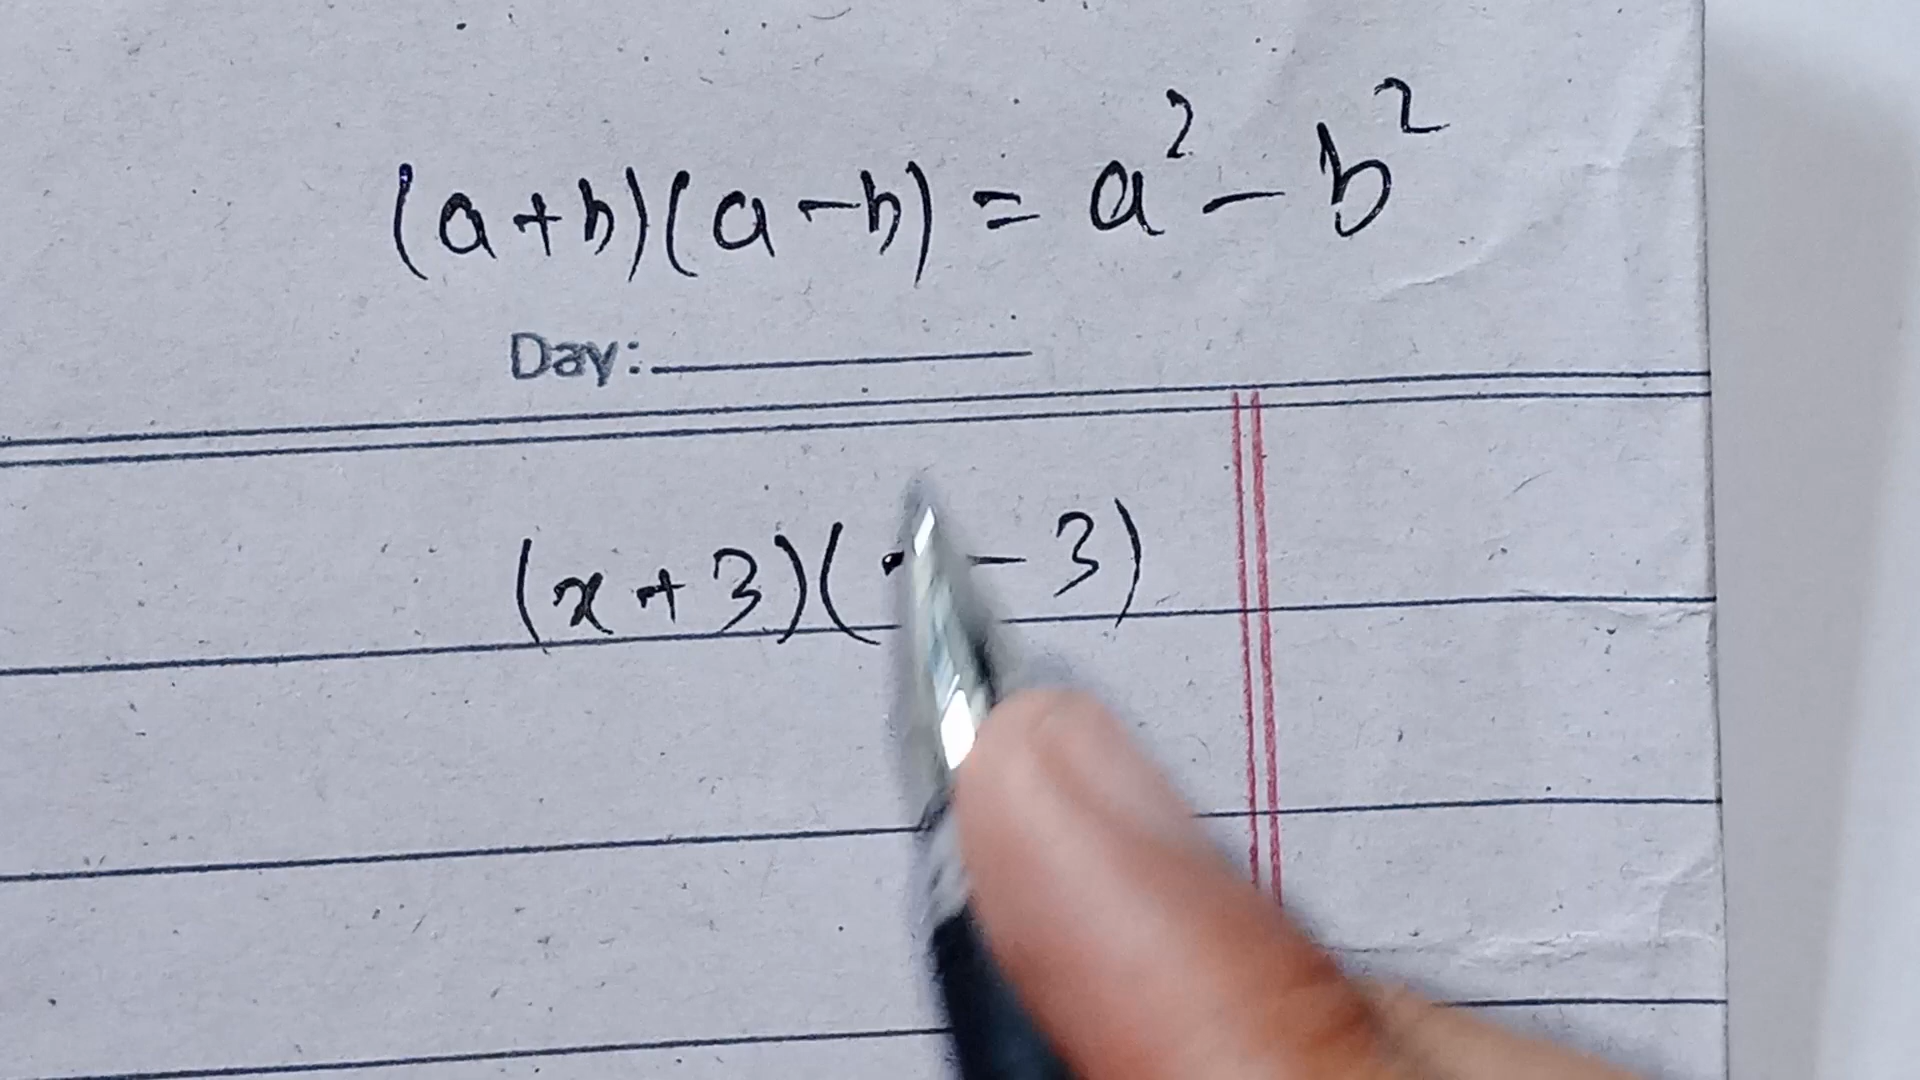 (a+b)(a-b) = a² - b²
Day:
(x+3)( - 3)